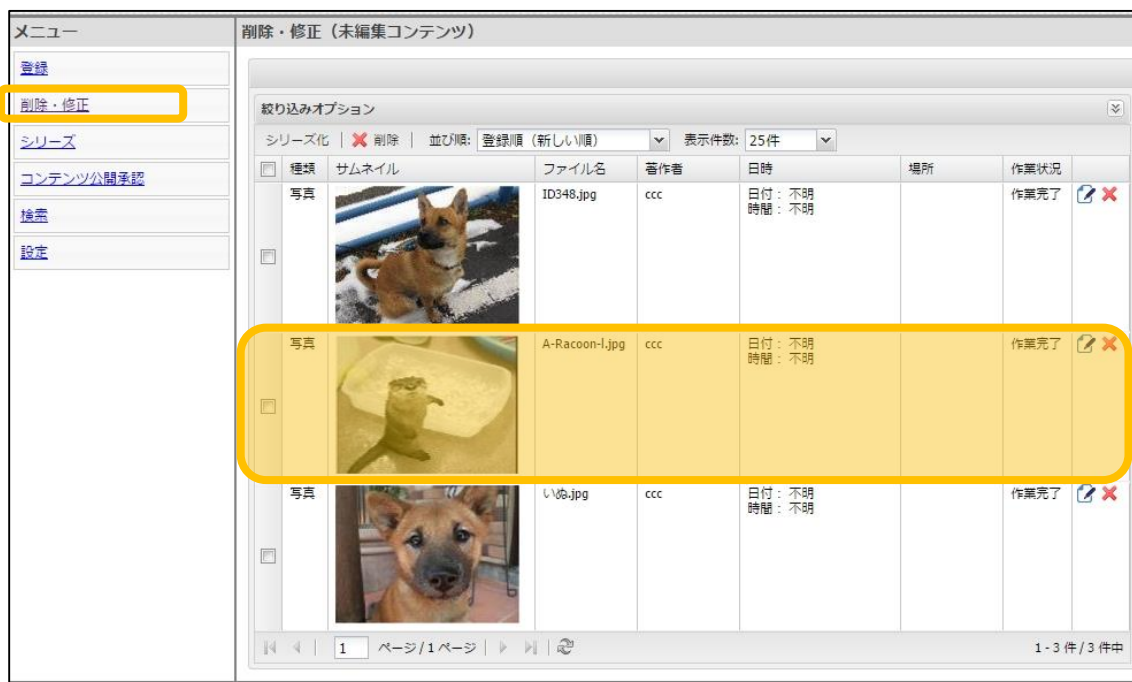 メニュー
登録
削除・修正
シリーズ
コンテンツ公開承認
検索
設定
削除・修正（未編集コンテンツ）
絞り込みオプション
シリーズ化 削除 並び順: 登録順（新しい順） 表示件数: 25件
種類 サムネイル ファイル名 著作者 日時 場所 作業状況
写真 ID348.jpg ccc 日付： 不明 作業完了
時間： 不明
写真 A-Racoon-l.jpg ccc 日付： 不明 作業完了
時間： 不明
写真 いぬ.jpg ccc 日付： 不明 作業完了
時間： 不明
1 ページ/1ページ 1 - 3 件/3 件中